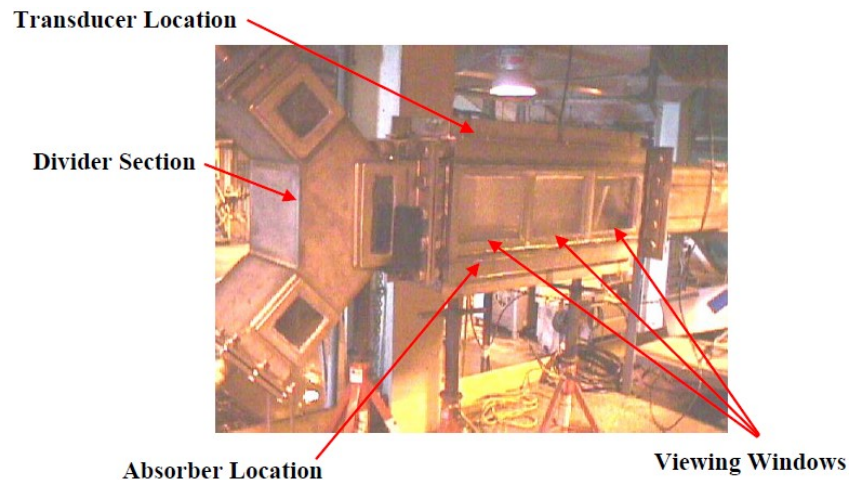 Transducer Location
Divider Section
Absorber Location
Viewing Windows